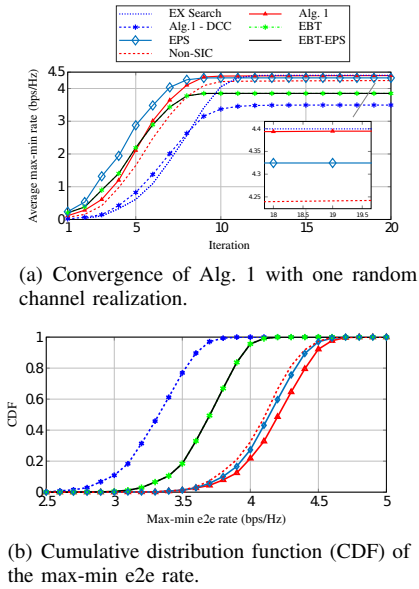 EX Search
Alg. 1
Alg.1 - DCC
EBT
EPS
EBT-EPS
Non-SIC
Average max-min rate (bps/Hz)
4.5
4
3
2
1
0
4.4
4.35
4.3
4.25
18
18.5
19
19.5
1
5
10
15
20
Iteration
(a) Convergence of Alg. 1 with one random
channel realization.
CDF
1
0.8
0.6
0.4
0.2
0
2.5
3
3.5
4
4.5
5
Max-min e2e rate (bps/Hz)
(b) Cumulative distribution function (CDF) of
the max-min e2e rate.